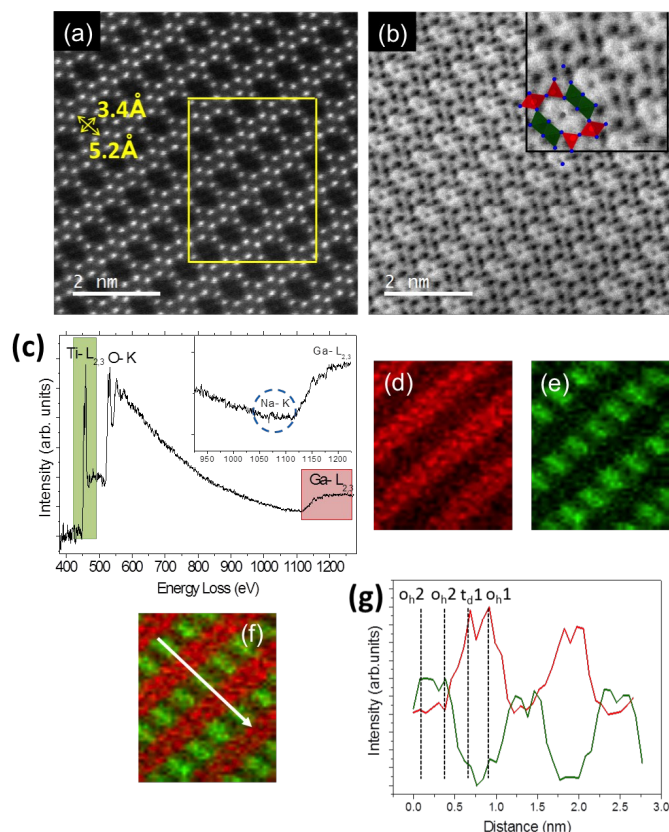 (a)
3.4Å
5.2Å
2 nm
(b)
2 nm
(c)
Ti- L2,3
O- K
Ga- L2,3
Na- K
950 1000 1050 1100 1150 1200
Ga- L2,3
Intensity (arb. units)
400 500 600 700 800 900 1000 1100 1200
Energy Loss (eV)
(d)
(e)
(f)
(g)
oh2 oh2 td1 oh1
Intensity (arb.units)
0.0 0.5 1.0 1.5 2.0 2.5 3.0
Distance (nm)